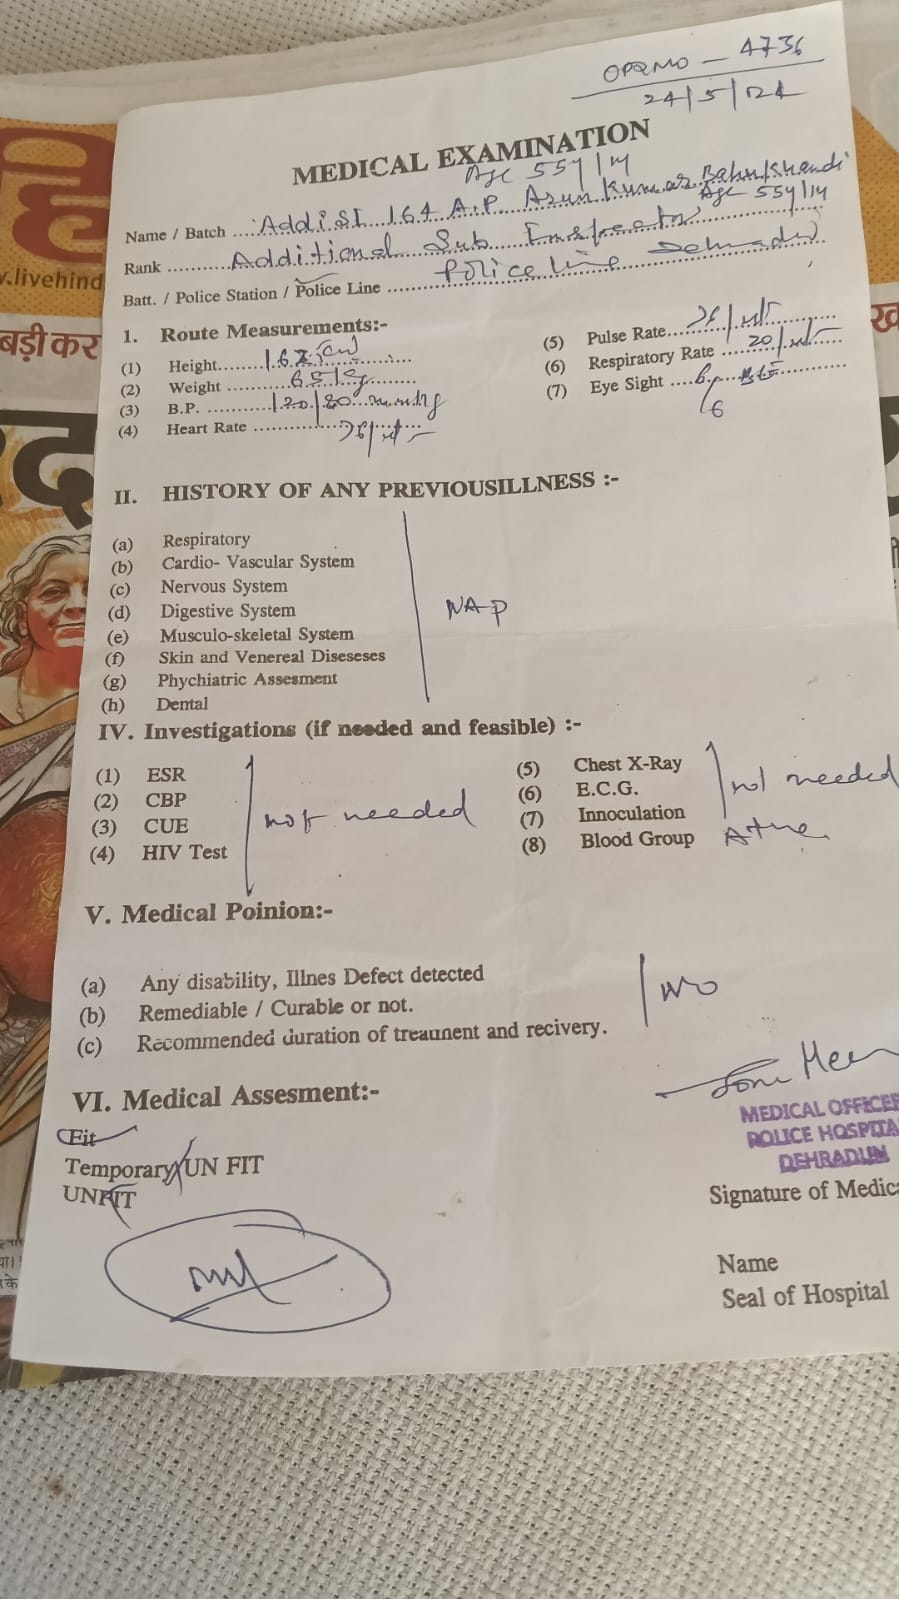 OPD NO - 4736
24/5/024
MEDICAL EXAMINATION
Age 55y/M
Name / Batch ....Addl SI 164 A.P. Arun Kumar Bahukhandi
Age 55y/M
Rank ..........Additional Sub Inspector
Batt. / Police Station / Police Line ....Police line Dehradun
1. Route Measurements:-
(1) Height.......167 cm
(2) Weight ..........65 kg
(3) B.P. ...........120/80 mmHg
(4) Heart Rate ............76/mt
(5) Pulse Rate...76/mt
(6) Respiratory Rate ....20/mt
(7) Eye Sight ....6/6
II. HISTORY OF ANY PREVIOUSILLNESS :-
(a) Respiratory
(b) Cardio- Vascular System
(c) Nervous System
(d) Digestive System
(e) Musculo-skeletal System
(f) Skin and Venereal Diseseses
(g) Phychiatric Assesment
(h) Dental
NAD
IV. Investigations (if needed and feasible) :-
(1) ESR
(2) CBP
(3) CUE
(4) HIV Test
not needed
(5) Chest X-Ray
(6) E.C.G.
(7) Innoculation
not needed
(8) Blood Group A+ve
V. Medical Poinion:-
(a) Any disability, Illnes Defect detected
(b) Remediable / Curable or not.
(c) Recommended duration of treaunent and recivery.
NO
VI. Medical Assesment:-
Fit
Temporary UN FIT
UNFIT
MEDICAL OFFICER
POLICE HOSPITA
DEHRADUN
Signature of Medic
Name
Seal of Hospital
हि
.livehind
बड़ी कर